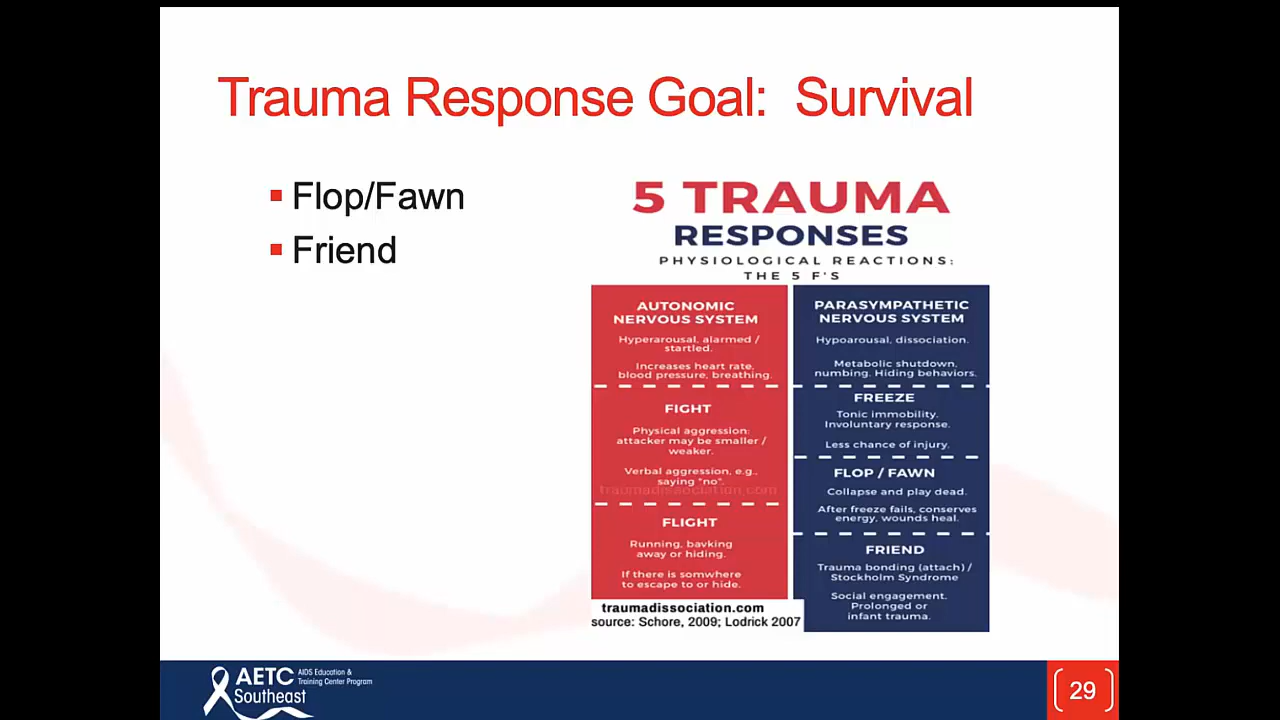 Trauma Response Goal: Survival
Flop/Fawn
Friend
5 TRAUMA
RESPONSES
PHYSIOLOGICAL REACTIONS:
THE 5 F'S
AUTONOMIC
NERVOUS SYSTEM
Hyperarousal, alarmed /
startled.
Increases heart rate,
blood pressure, breathing.
FIGHT
Physical aggression:
attacker may be smaller /
weaker.
Verbal aggression, e.g.,
saying "no".
traumadissociation.com
FLIGHT
Running, bavking
away or hiding.
If there is somwhere
to escape to or hide.
traumadissociation.com
source: Schore, 2009; Lodrick 2007
PARASYMPATHETIC
NERVOUS SYSTEM
Hypoarousal, dissociation.
Metabolic shutdown,
numbing, Hiding behaviors.
FREEZE
Tonic immobility.
Involuntary response.
Less chance of injury.
FLOP / FAWN
Collapse and play dead.
After freeze fails, conserves
energy, wounds heal.
FRIEND
Trauma bonding (attach) /
Stockholm Syndrome
Social engagement.
Prolonged or
infant trauma.
AETC
Southeast
AIDS Education &
Training Center Program
29